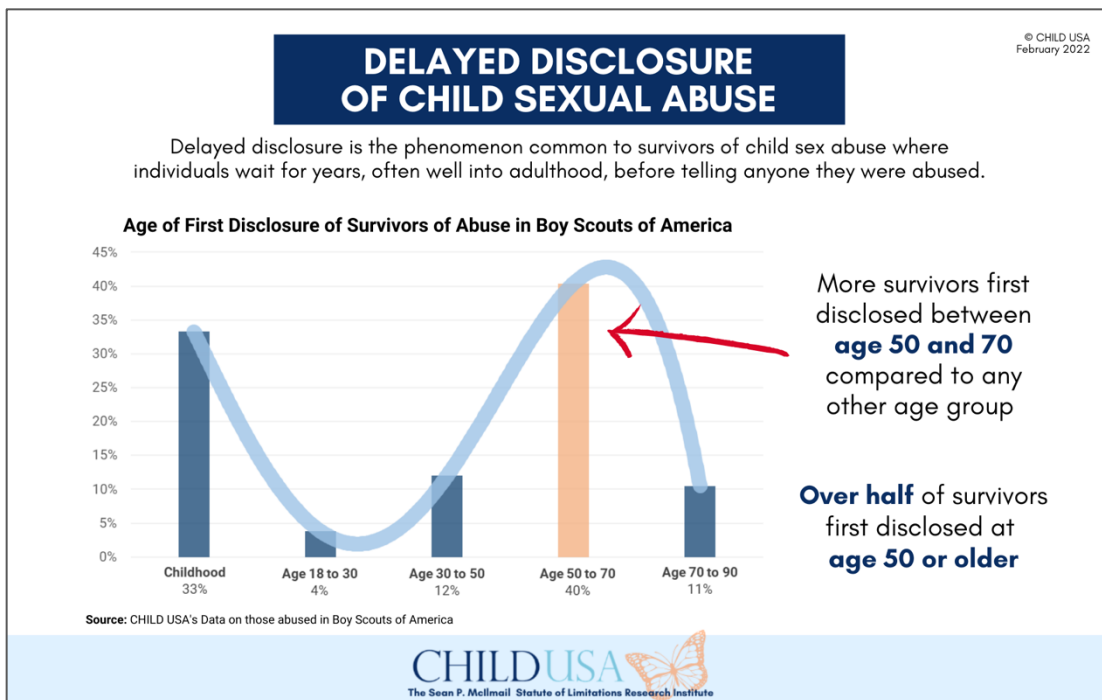 © CHILD USA
February 2022
DELAYED DISCLOSURE
OF CHILD SEXUAL ABUSE
Delayed disclosure is the phenomenon common to survivors of child sex abuse where
individuals wait for years, often well into adulthood, before telling anyone they were abused.
Age of First Disclosure of Survivors of Abuse in Boy Scouts of America
45%
40%
35%
30%
25%
20%
15%
10%
5%
0%
Childhood Age 18 to 30 Age 30 to 50 Age 50 to 70 Age 70 to 90
33% 4% 12% 40% 11%
More survivors first
disclosed between
age 50 and 70
compared to any
other age group
Over half of survivors
first disclosed at
age 50 or older
Source: CHILD USA's Data on those abused in Boy Scouts of America
CHILD USA
The Sean P. McIlmail Statute of Limitations Research Institute